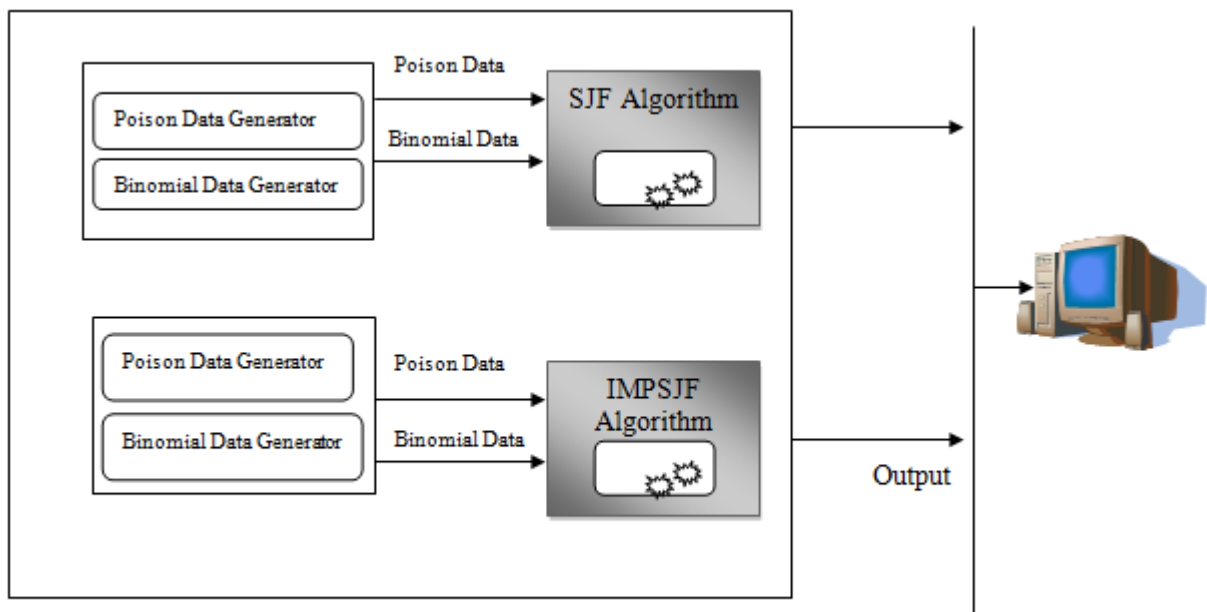 Poison Data Generator
Binomial Data Generator
Poison Data
Binomial Data
SJF Algorithm
Poison Data Generator
Binomial Data Generator
Poison Data
Binomial Data
IMPSJF
Algorithm
Output